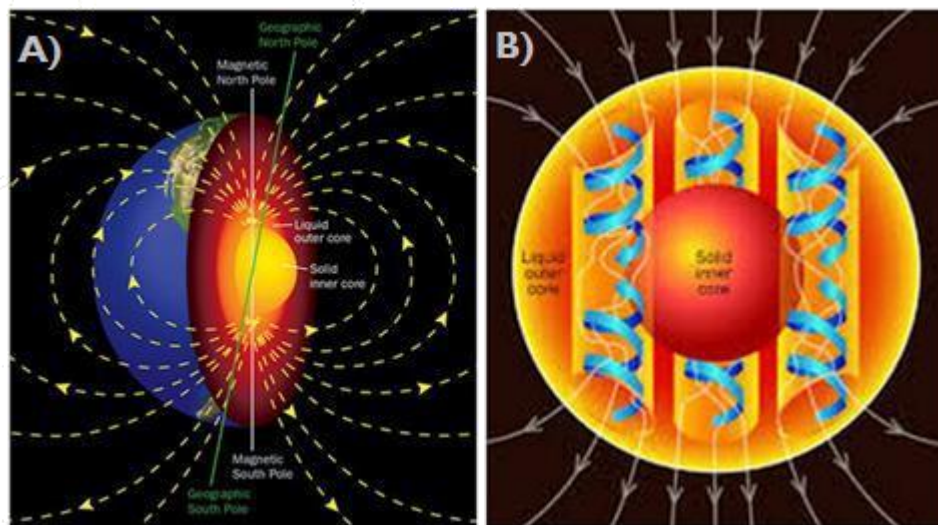 A)
Geographic
North Pole
Magnetic
North Pole
Liquid
outer core
Solid
inner core
Magnetic
South Pole
Geographic
South Pole
B)
Liquid
outer
core
Solid
inner
core